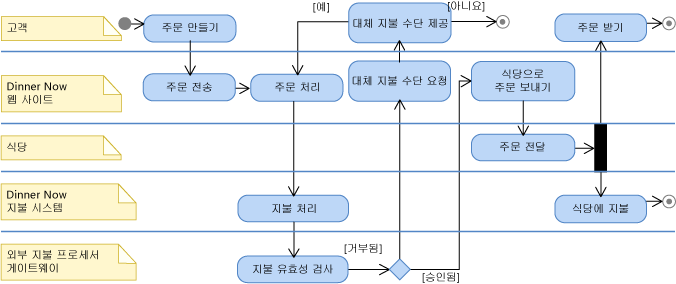 [예]
[아니요]
고객
주문 만들기
대체 지불 수단 제공
주문 받기
Dinner Now
웹 사이트
주문 전송
주문 처리
대체 지불 수단 요청
식당으로
주문 보내기
식당
주문 전달
Dinner Now
지불 시스템
지불 처리
식당에 지불
외부 지불 프로세서
게이트웨이
지불 유효성 검사
[거부됨]
[승인됨]